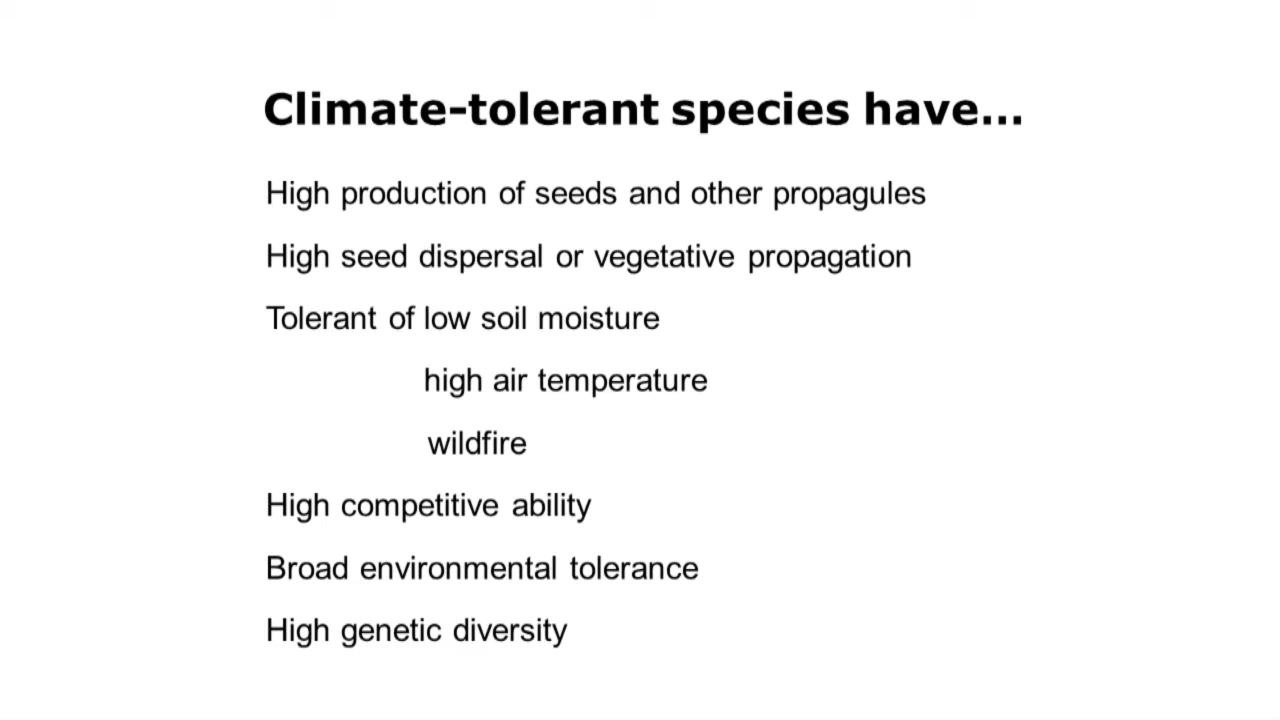 Climate-tolerant species have...
High production of seeds and other propagules
High seed dispersal or vegetative propagation
Tolerant of low soil moisture
high air temperature
wildfire
High competitive ability
Broad environmental tolerance
High genetic diversity